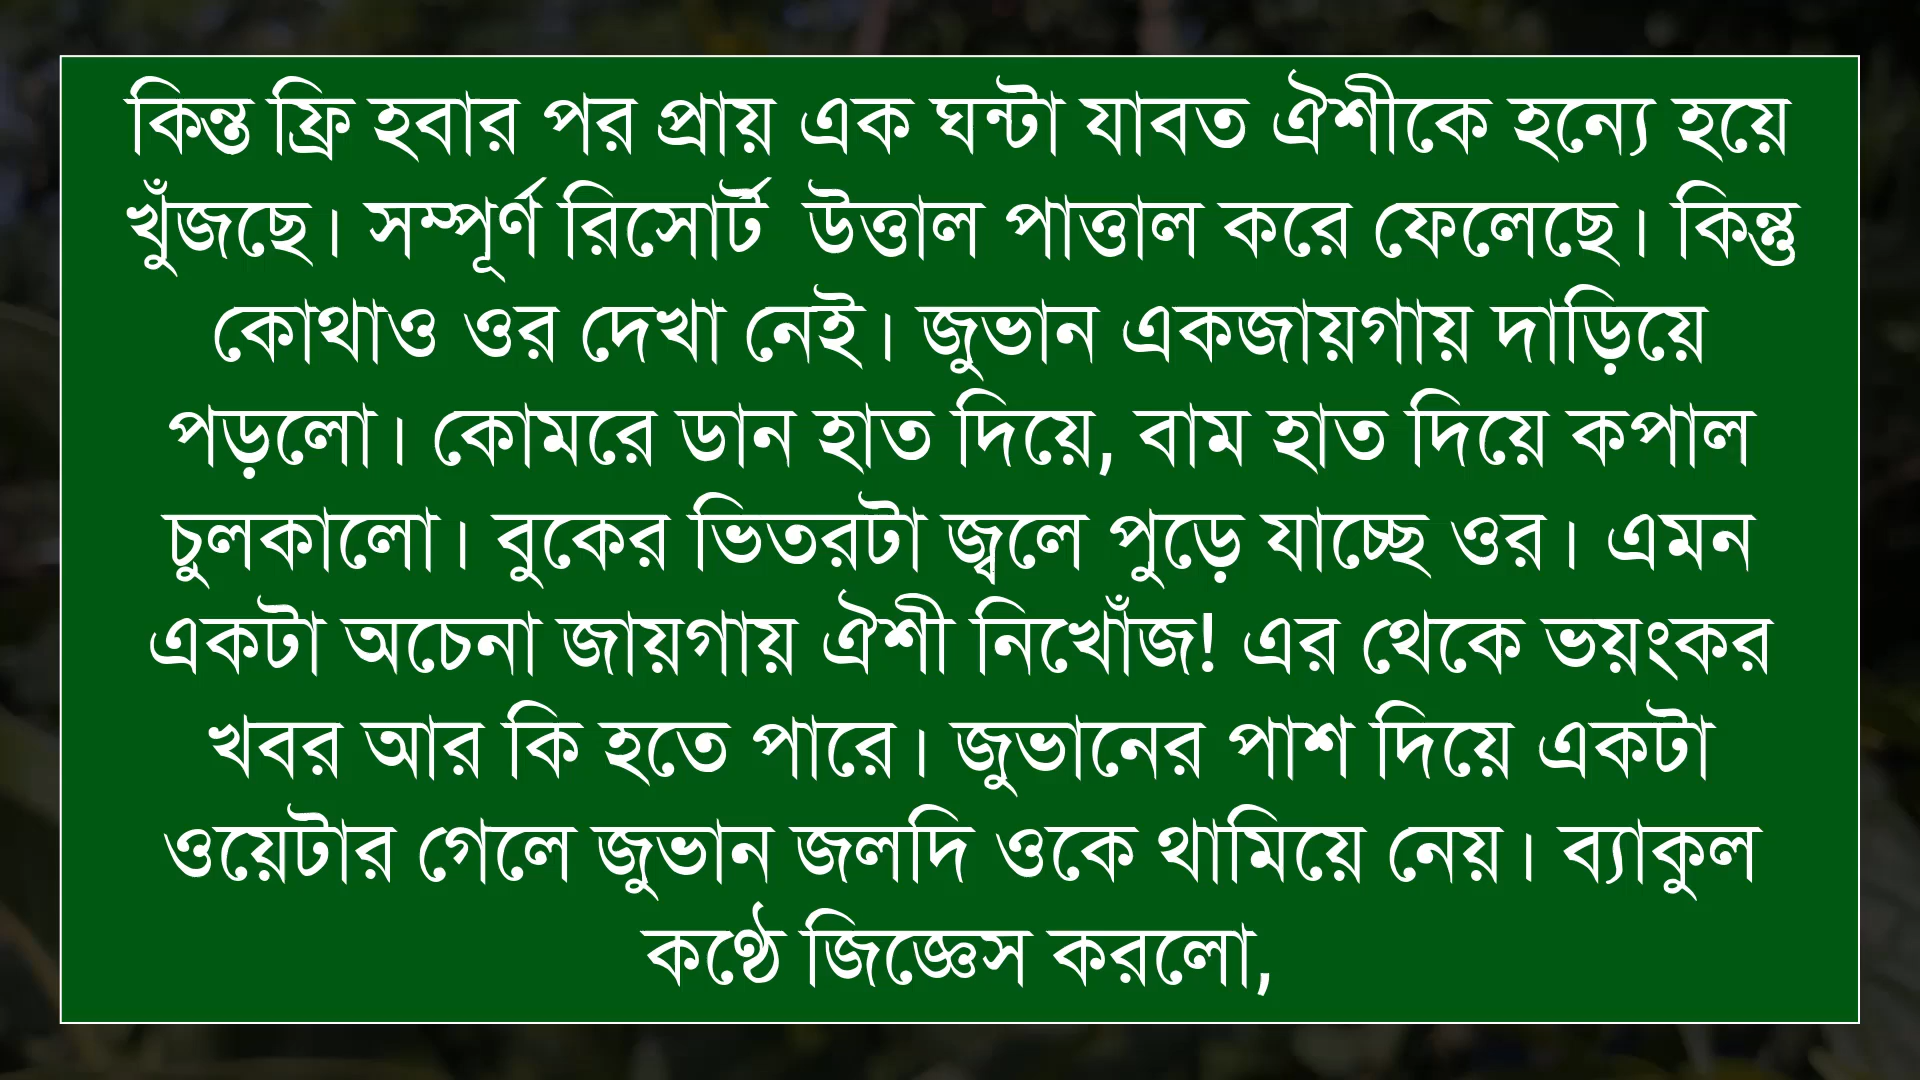 কিন্ত ফ্রি হবার পর প্রায় এক ঘন্টা যাবত ঐশীকে হন্যে হয়ে
খুঁজছে। সম্পূর্ণ রিসোর্ট উত্তাল পাত্তাল করে ফেলেছে। কিন্তু
কোথাও ওর দেখা নেই। জুভান একজায়গায় দাড়িয়ে
পড়লো। কোমরে ডান হাত দিয়ে, বাম হাত দিয়ে কপাল
চুলকালো। বুকের ভিতরটা জ্বলে পুড়ে যাচ্ছে ওর। এমন
একটা অচেনা জায়গায় ঐশী নিখোঁজ! এর থেকে ভয়ংকর
খবর আর কি হতে পারে। জুভানের পাশ দিয়ে একটা
ওয়েটার গেলে জুভান জলদি ওকে থামিয়ে নেয়। ব্যাকুল
কণ্ঠে জিজ্ঞেস করলো,